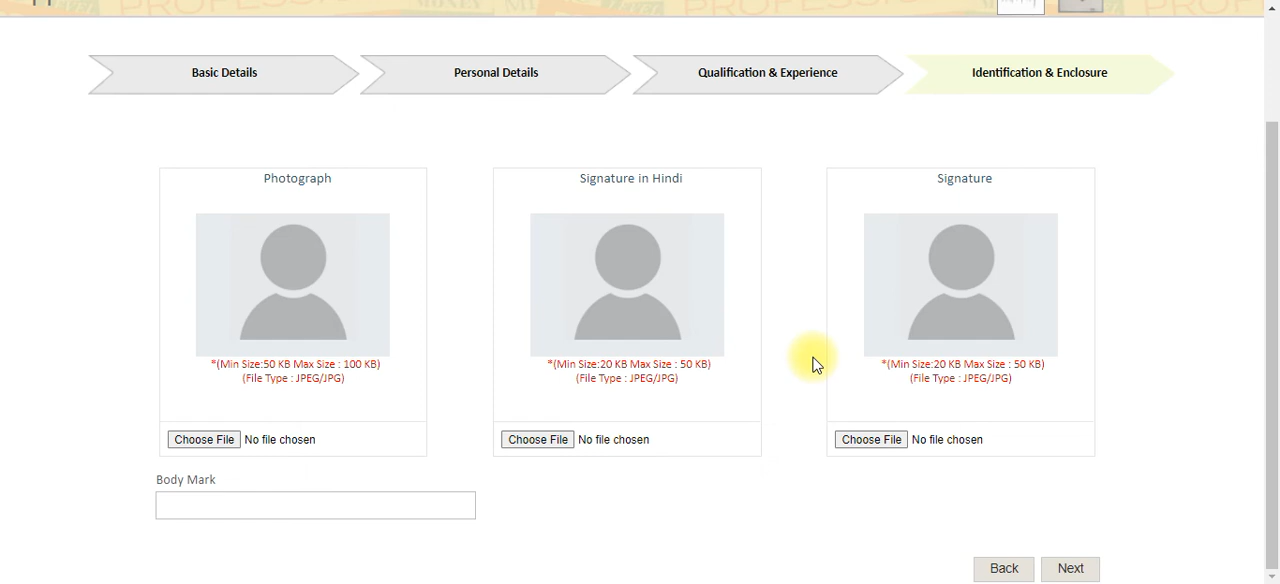 Basic Details
Personal Details
Qualification & Experience
Identification & Enclosure
Photograph
*(Min Size:50 KB Max Size : 100 KB)
(File Type : JPEG/JPG)
Choose File No file chosen
Signature in Hindi
*(Min Size:20 KB Max Size : 50 KB)
(File Type : JPEG/JPG)
Choose File No file chosen
Signature
*(Min Size:20 KB Max Size : 50 KB)
(File Type : JPEG/JPG)
Choose File No file chosen
Body Mark
Back
Next